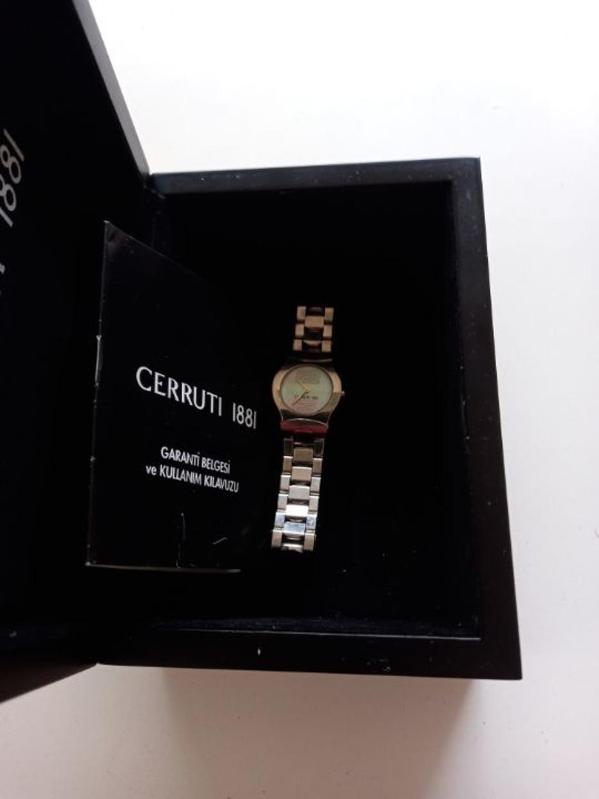 1881
CERRUTI 1881
GARANTİ BELGESİ
ve KULLANIM KILAVUZU